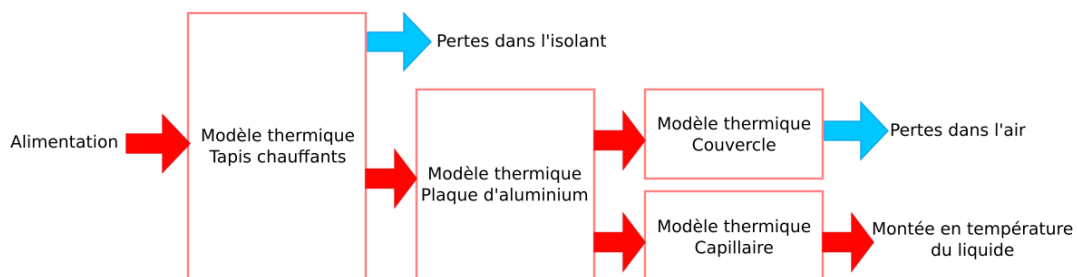 Pertes dans l'isolant
Alimentation
Modèle thermique
Tapis chauffants
Modèle thermique
Plaque d'aluminium
Modèle thermique
Couvercle
Pertes dans l'air
Modèle thermique
Capillaire
Montée en température
du liquide